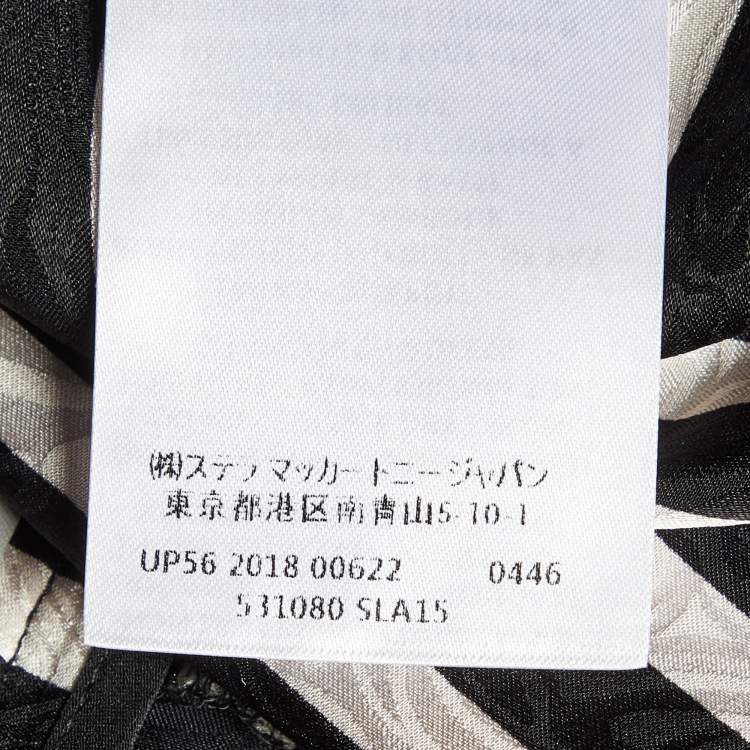 ㈱ステラ マッカートニージャパン
東京都港区南青山5-10-1
UP56 2018 00622 0446
531080 SLA15